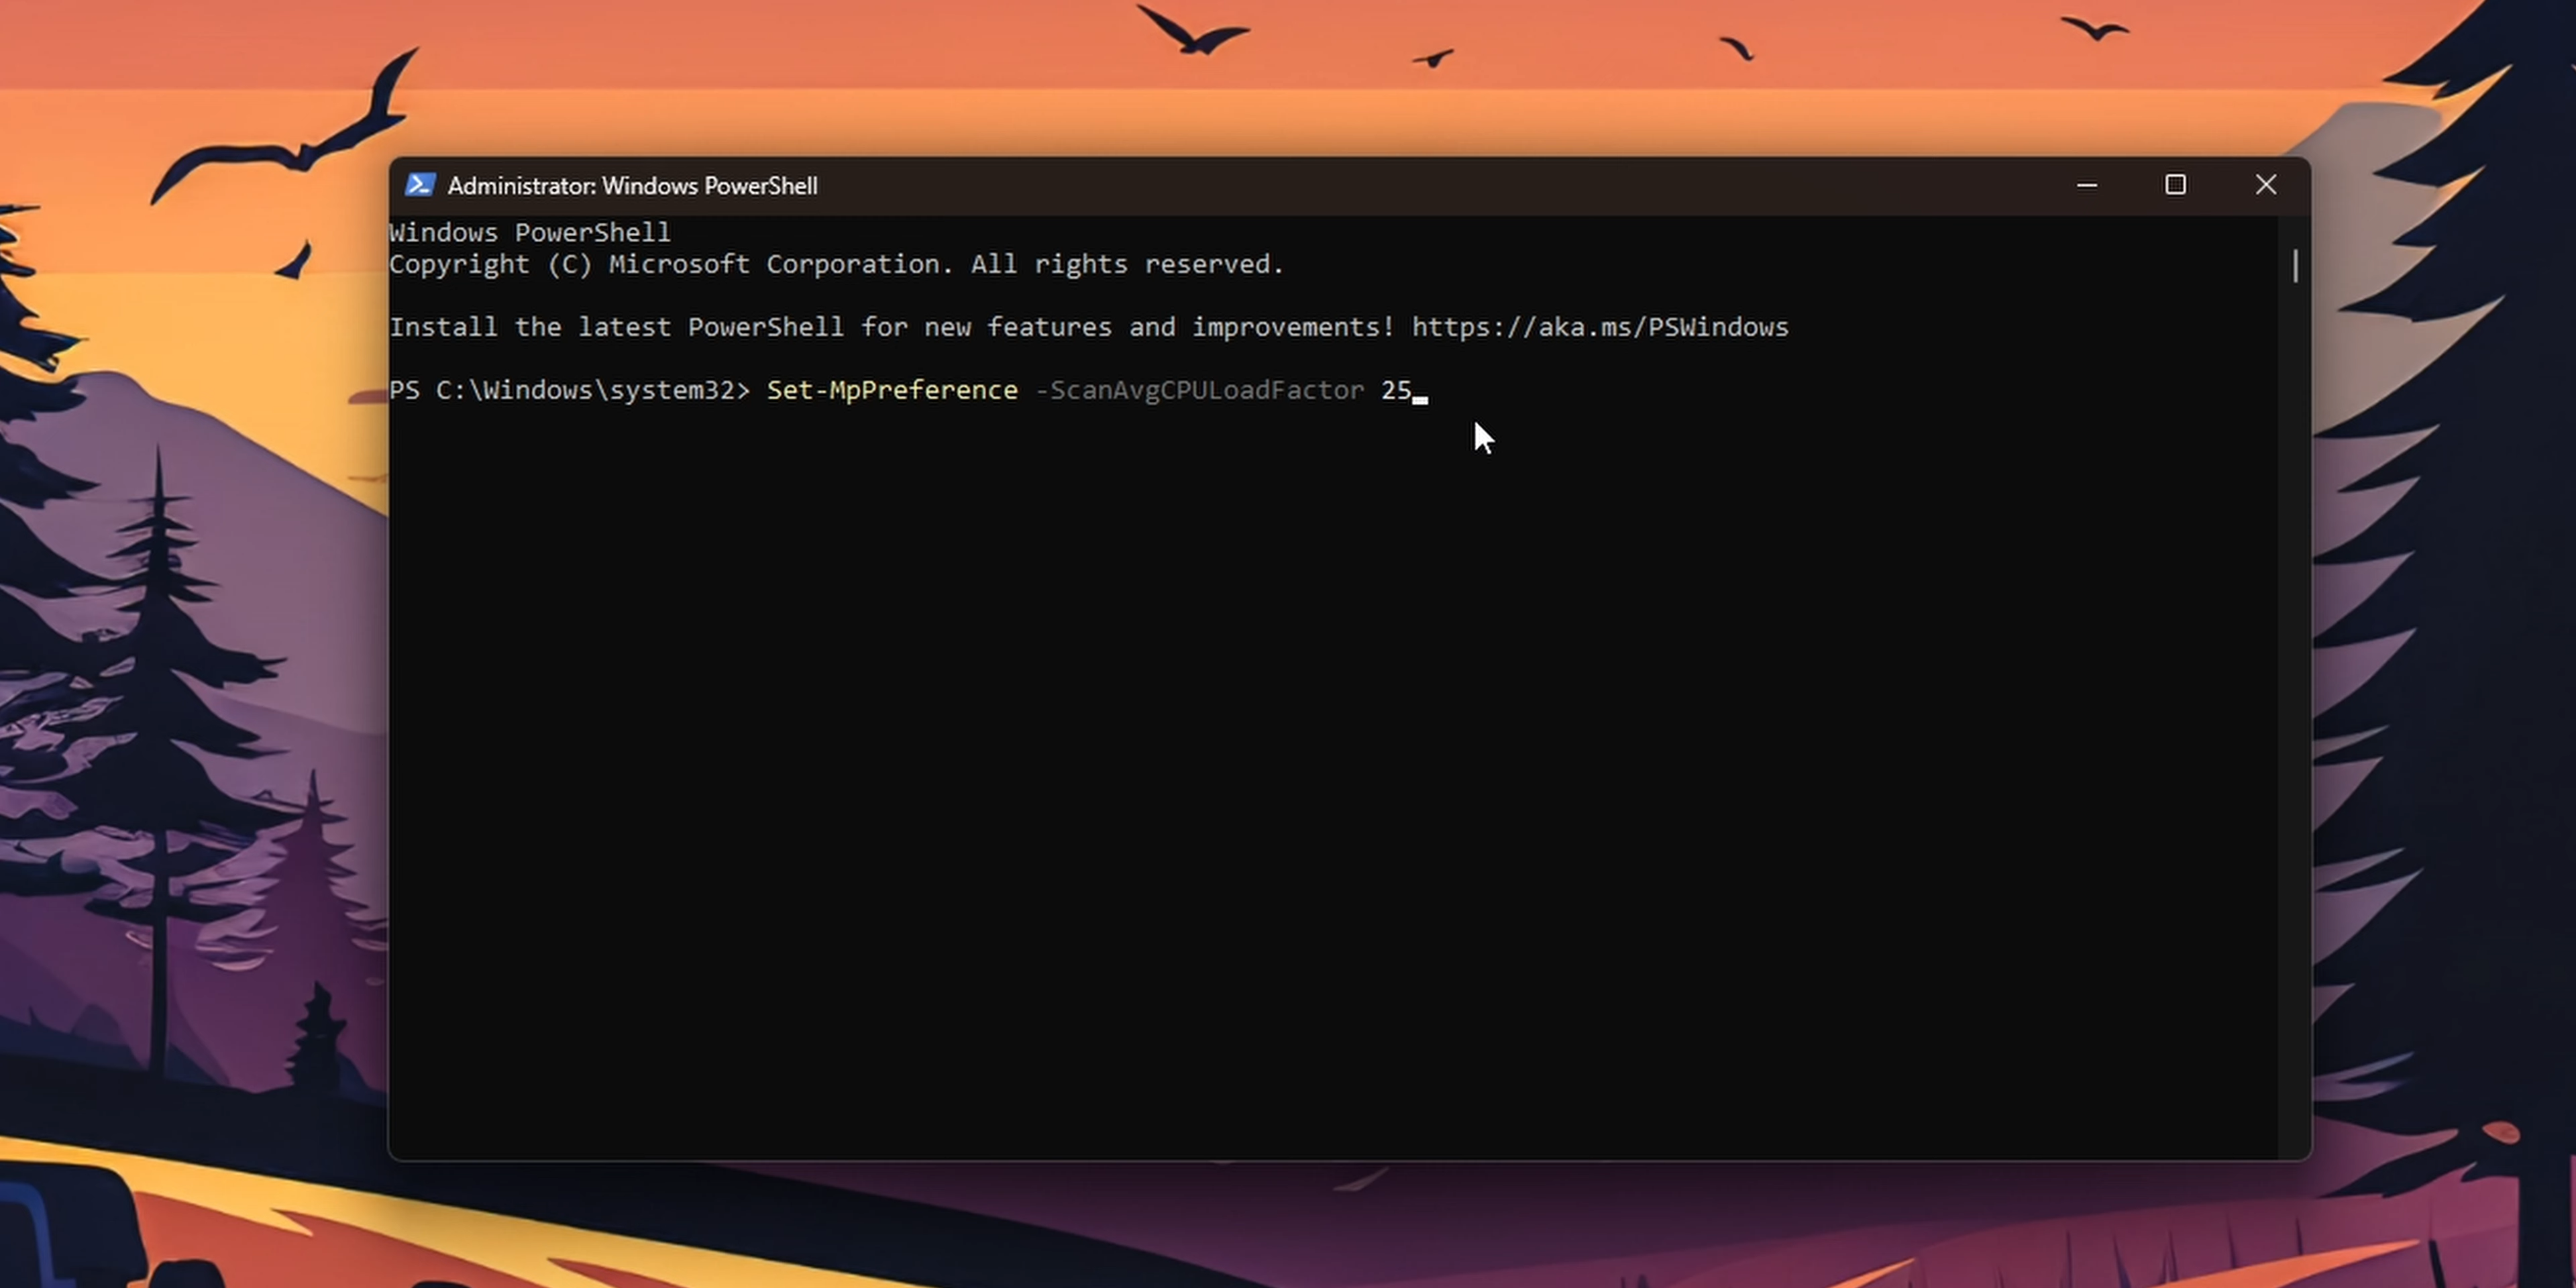 Administrator: Windows PowerShell
Windows PowerShell
Copyright (C) Microsoft Corporation. All rights reserved.
Install the latest PowerShell for new features and improvements! https://aka.ms/PSWindows
PS C:\Windows\system32> Set-MpPreference -ScanAvgCPULoadFactor 25